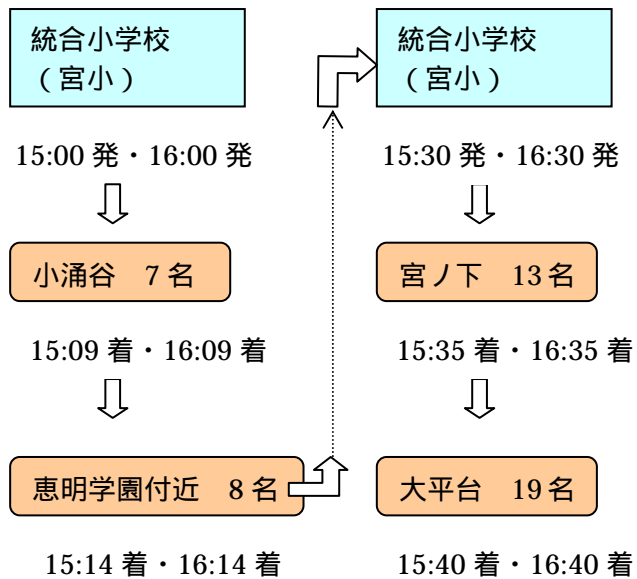 統合小学校
（宮小）
15:00 発・16:00 発
小涌谷　7 名
15:09 着・16:09 着
恵明学園付近　8 名
15:14 着・16:14 着
統合小学校
（宮小）
15:30 発・16:30 発
宮ノ下　13 名
15:35 着・16:35 着
大平台　19 名
15:40 着・16:40 着